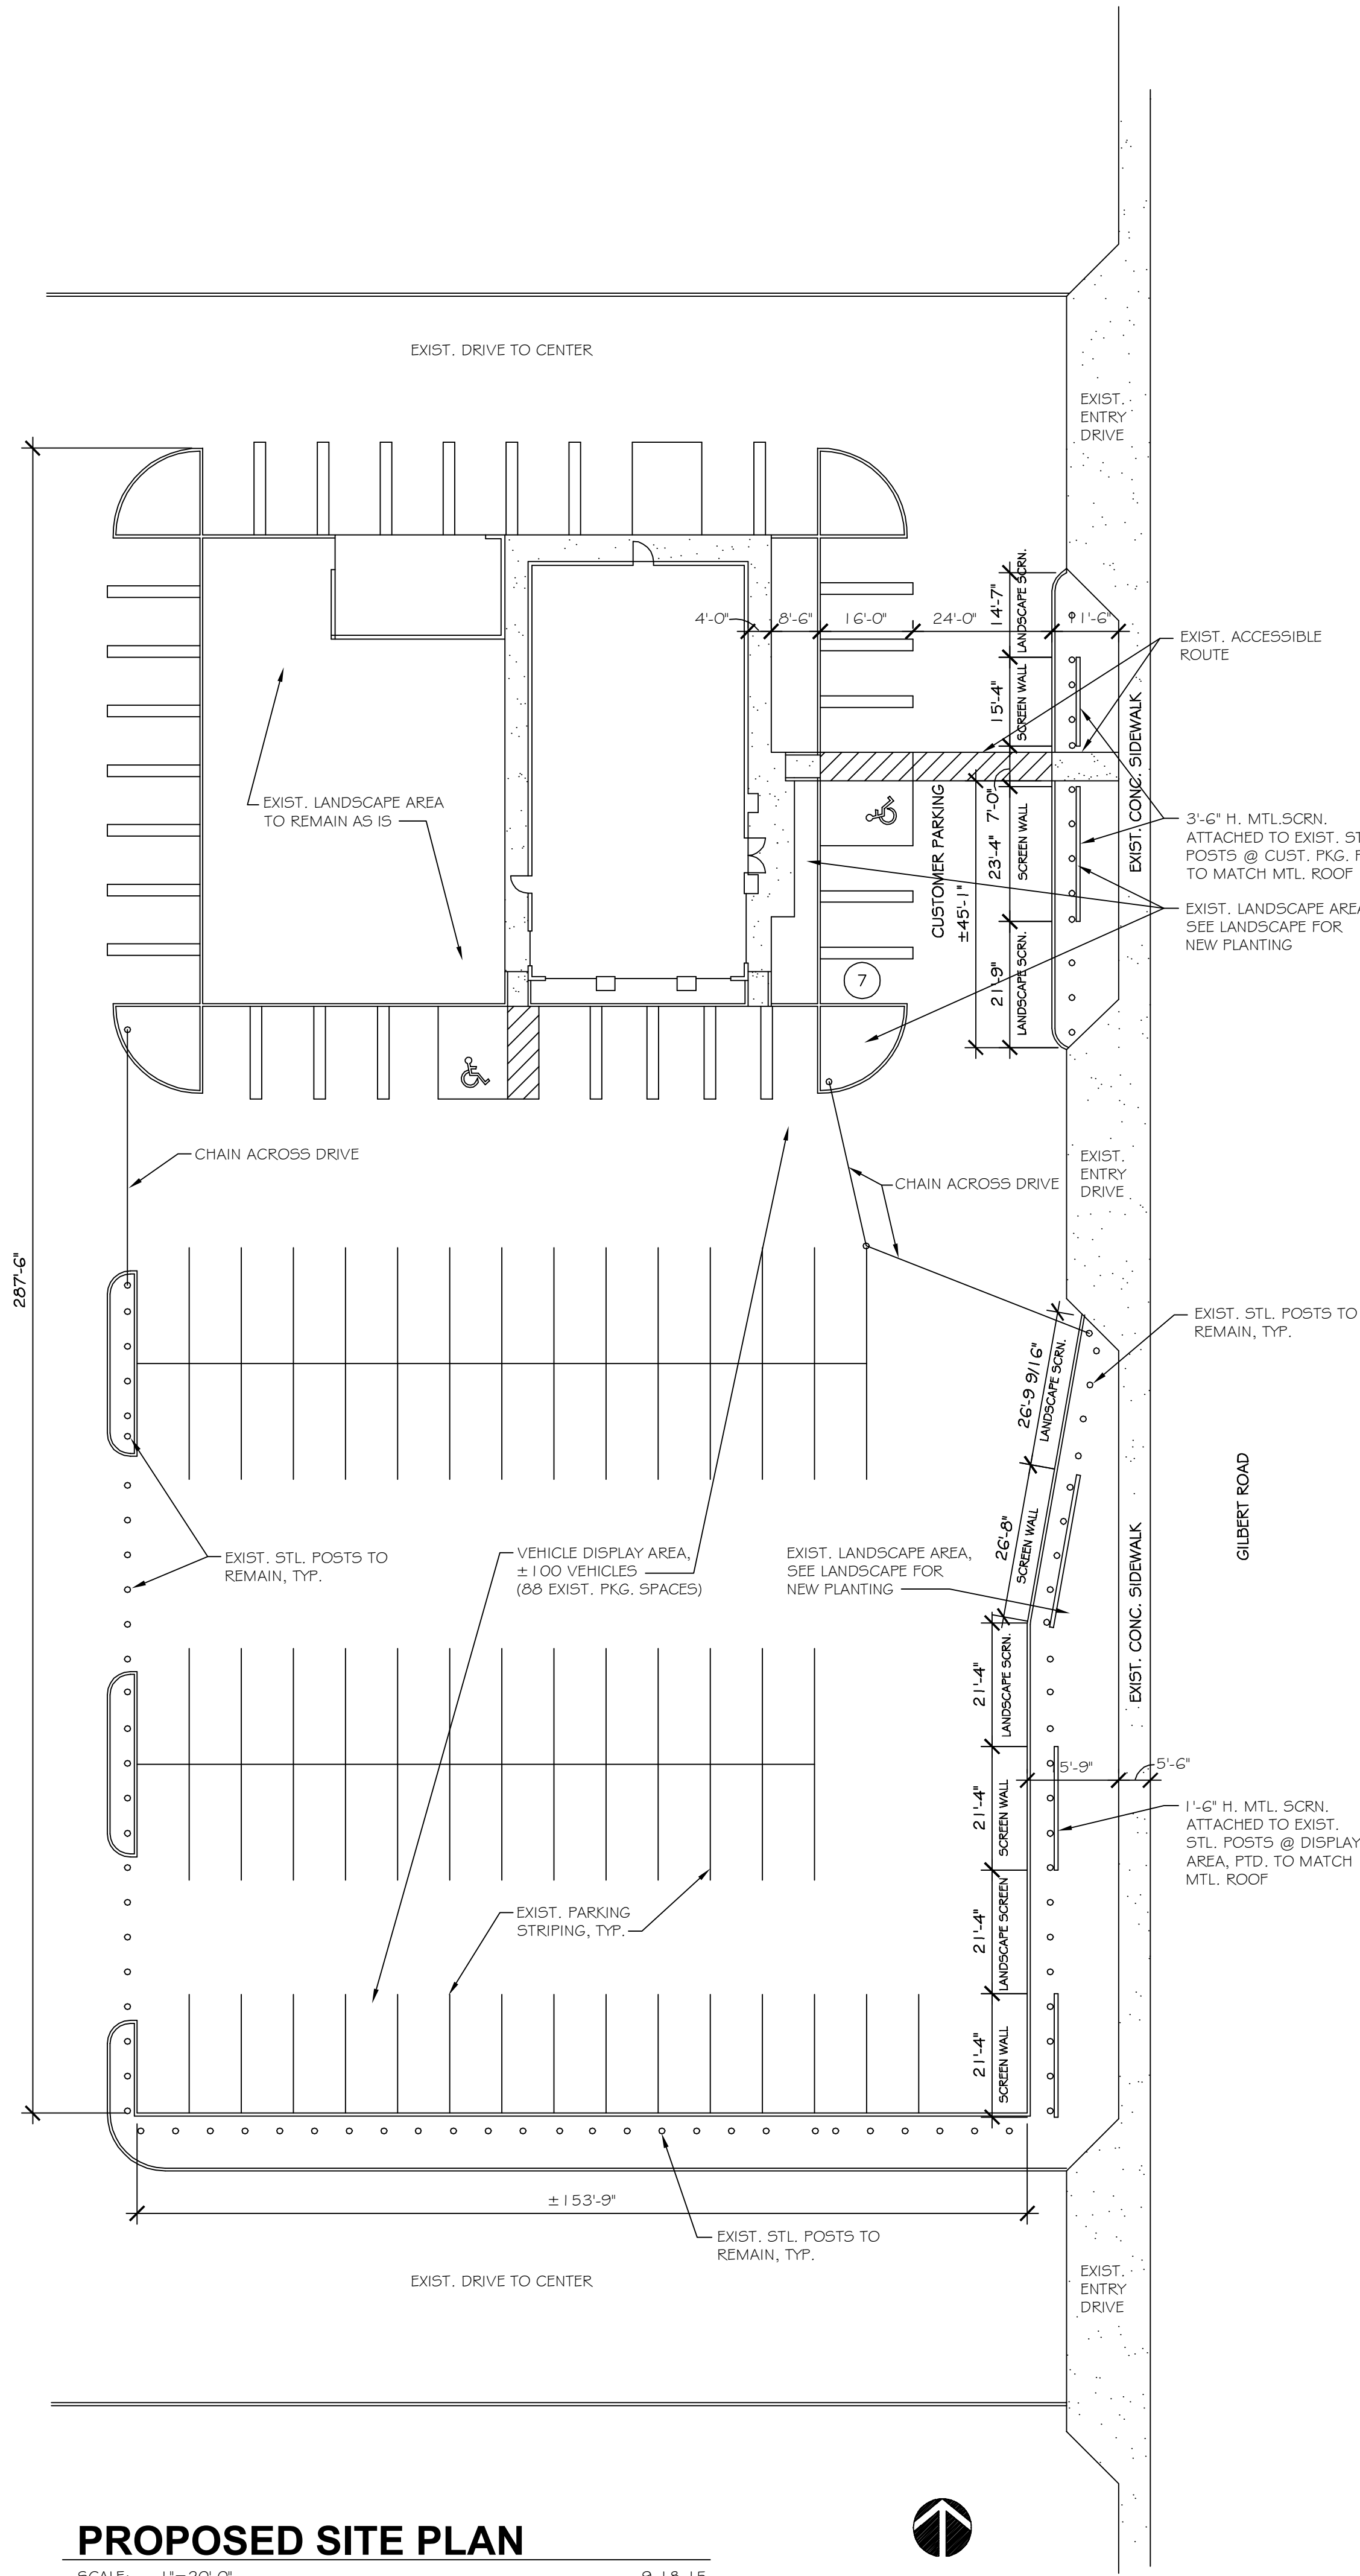 EXIST. DRIVE TO CENTER
EXIST.
ENTRY
DRIVE
14'-7"
LANDSCAPE SCRN.
4'-0"
8'-6"
16'-0"
24'-0"
11'-6"
EXIST. ACCESSIBLE
ROUTE
15'-4"
SCREEN WALL
EXIST. CONC. SIDEWALK
EXIST. LANDSCAPE AREA
TO REMAIN AS IS
CUSTOMER PARKING
±45'-1"
7'-0"
23'-4"
SCREEN WALL
3'-6" H. MTL.SCRN.
ATTACHED TO EXIST.
POSTS @ CUST. PKG.
TO MATCH MTL. ROOF
EXIST. LANDSCAPE AREA
SEE LANDSCAPE FOR
NEW PLANTING
21'-9"
LANDSCAPE SCRN.
7
CHAIN ACROSS DRIVE
CHAIN ACROSS DRIVE
EXIST.
ENTRY
DRIVE
287'-6"
EXIST. STL. POSTS TO
REMAIN, TYP.
26'-9 9/16"
LANDSCAPE SCRN.
26'-8"
SCREEN WALL
GILBERT ROAD
EXIST. CONC. SIDEWALK
EXIST. STL. POSTS TO
REMAIN, TYP.
VEHICLE DISPLAY AREA,
±100 VEHICLES
(88 EXIST. PKG. SPACES)
EXIST. LANDSCAPE AREA,
SEE LANDSCAPE FOR
NEW PLANTING
21'-4"
LANDSCAPE SCRN.
5'-9"
5'-6"
21'-4"
SCREEN WALL
1'-6" H. MTL. SCRN.
ATTACHED TO EXIST.
STL. POSTS @ DISPLAY
AREA, PTD. TO MATCH
MTL. ROOF
EXIST. PARKING
STRIPING, TYP.
21'-4"
LANDSCAPE SCREEN
21'-4"
SCREEN WALL
±153'-9"
EXIST. STL. POSTS TO
REMAIN, TYP.
EXIST. DRIVE TO CENTER
EXIST.
ENTRY
DRIVE
PROPOSED SITE PLAN
SCALE: 1"=20'-0"
9-18-15